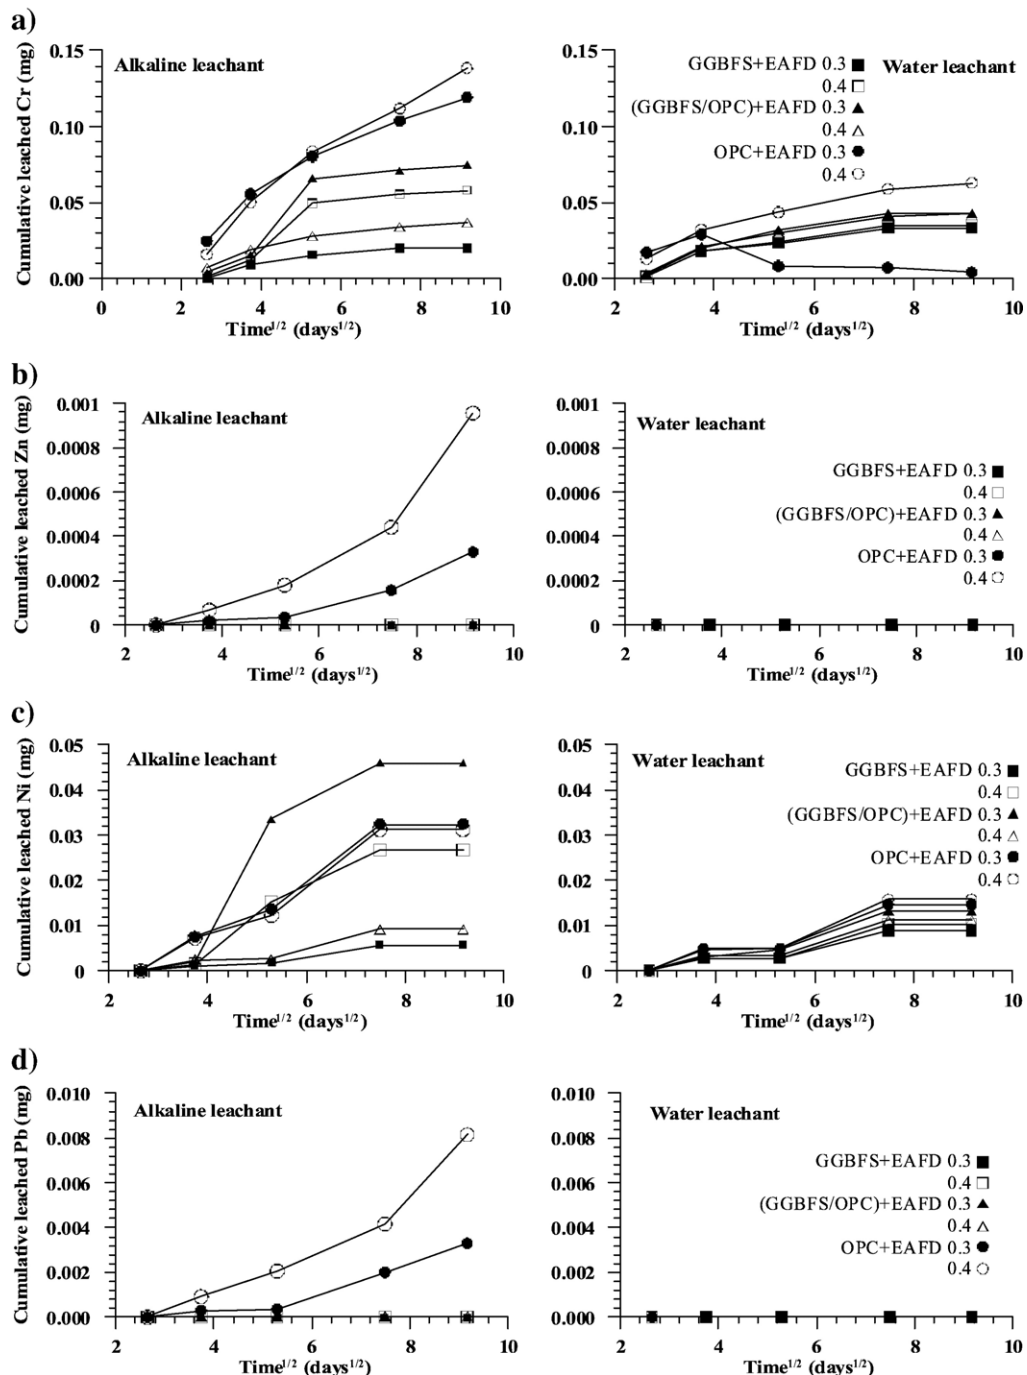 a)
Cumulative leached Cr (mg)
0.15
0.10
0.05
0.00
Alkaline leachant
0 2 4 6 8 10
Time1/2 (days1/2)
0.15
0.10
0.05
0.00
Water leachant
GGBFS+EAFD 0.3
0.4
(GGBFS/OPC)+EAFD 0.3
0.4
OPC+EAFD 0.3
0.4
2 4 6 8 10
Time1/2 (days1/2)
b)
Cumulative leached Zn (mg)
0.001
0.0008
0.0006
0.0004
0.0002
0
Alkaline leachant
2 4 6 8 10
Time1/2 (days1/2)
0.001
0.0008
0.0006
0.0004
0.0002
0
Water leachant
GGBFS+EAFD 0.3
0.4
(GGBFS/OPC)+EAFD 0.3
0.4
OPC+EAFD 0.3
0.4
2 4 6 8 10
Time1/2 (days1/2)
c)
Cumulative leached Ni (mg)
0.05
0.04
0.03
0.02
0.01
0
Alkaline leachant
2 4 6 8 10
Time1/2 (days1/2)
0.05
0.04
0.03
0.02
0.01
0
Water leachant
GGBFS+EAFD 0.3
0.4
(GGBFS/OPC)+EAFD 0.3
0.4
OPC+EAFD 0.3
0.4
2 4 6 8 10
Time1/2 (days1/2)
d)
Cumulative leached Pb (mg)
0.010
0.008
0.006
0.004
0.002
0.000
Alkaline leachant
2 4 6 8 10
Time1/2 (days1/2)
0.010
0.008
0.006
0.004
0.002
0.000
Water leachant
GGBFS+EAFD 0.3
0.4
(GGBFS/OPC)+EAFD 0.3
0.4
OPC+EAFD 0.3
0.4
2 4 6 8 10
Time1/2 (days1/2)